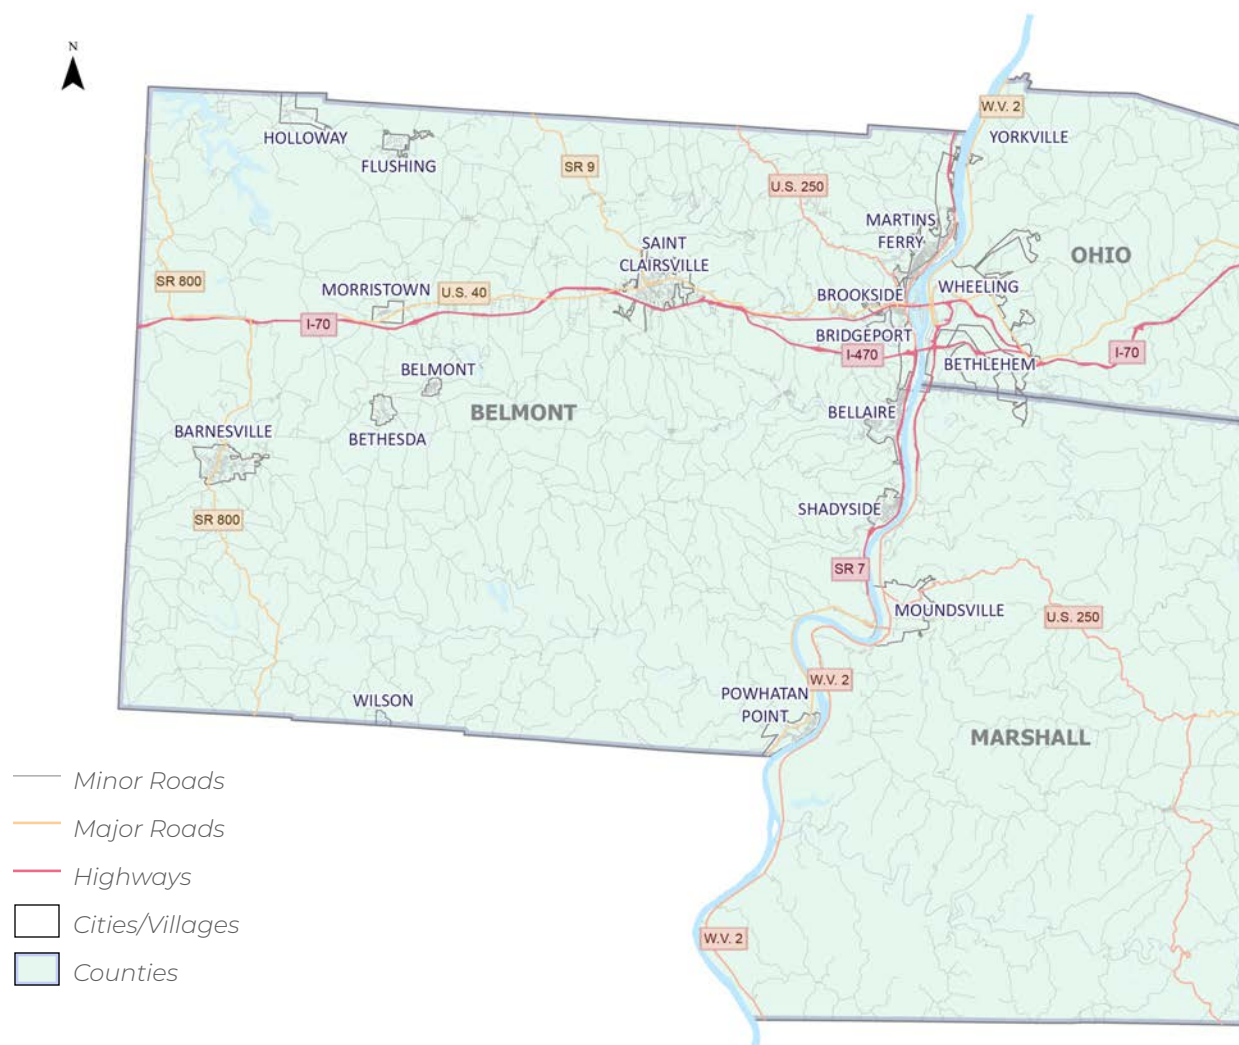 N
W.V. 2
YORKVILLE
HOLLOWAY
FLUSHING
SR 9
U.S. 250
MARTINS
FERRY
SAINT
CLAIRSVILLE
OHIO
SR 800
MORRISTOWN
U.S. 40
BROOKSIDE
WHEELING
I-70
BRIDGEPORT
I-470
I-70
BETHLEHEM
BELMONT
BELMONT
BELLAIRE
BARNESVILLE
BETHESDA
SR 800
SHADYSIDE
SR 7
MOUNDSVILLE
U.S. 250
W.V. 2
WILSON
POWHATAN
POINT
MARSHALL
W.V. 2
Minor Roads
Major Roads
Highways
Cities/Villages
Counties